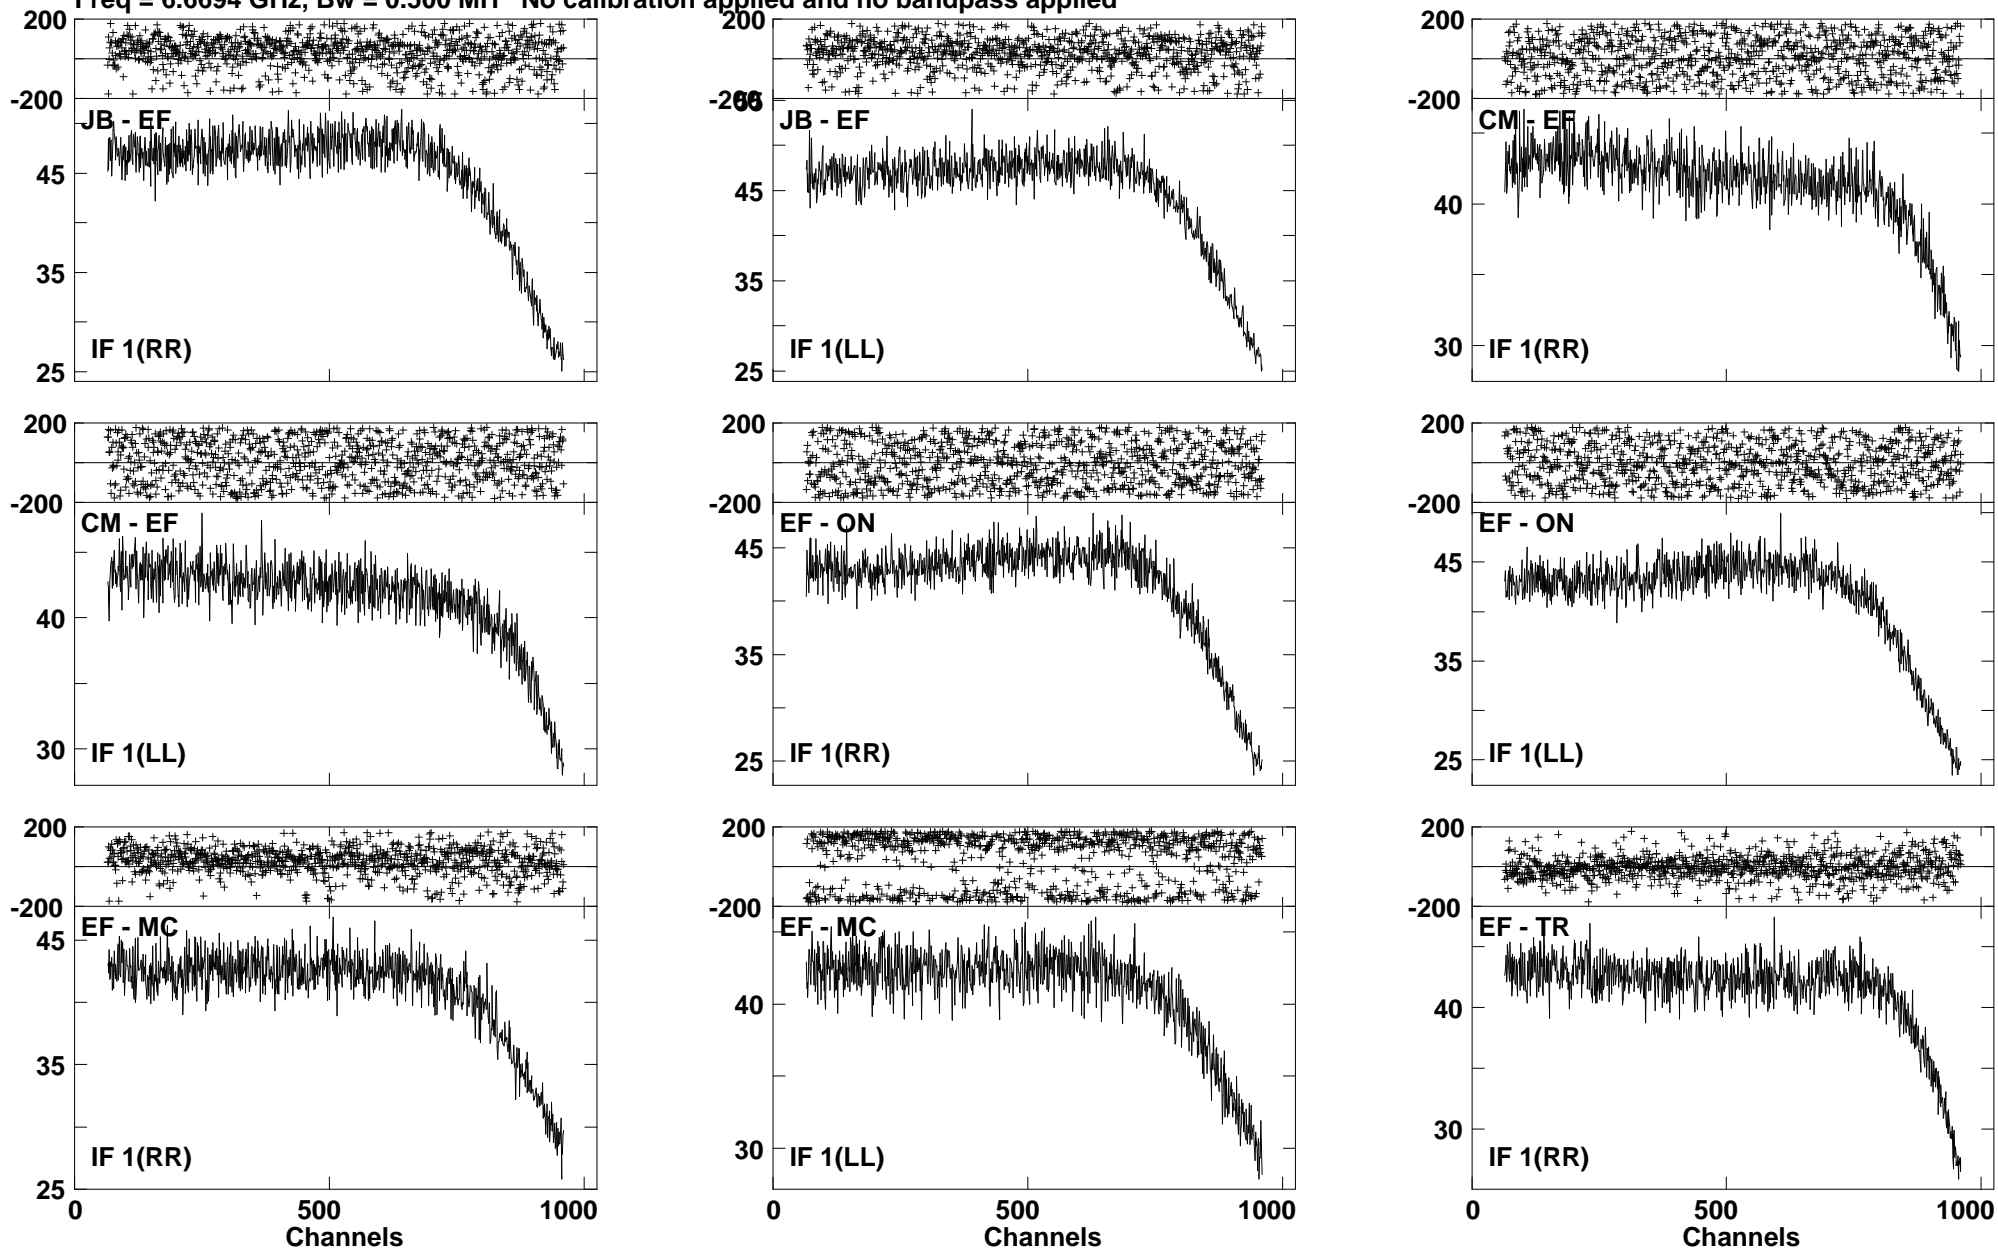 Freq = 6.6694 GHz, Bw = 0.500 MH No calibration applied and no bandpass applied
200
-200
JB - EF
45
35
25
IF 1(RR)
-200
55
JB - EF
45
35
25
IF 1(LL)
200
-200
CM - EF
40
30
IF 1(RR)
200
-200
CM - EF
40
30
IF 1(LL)
200
-200
EF - ON
45
35
25
IF 1(RR)
200
-200
EF - ON
45
35
25
IF 1(LL)
200
-200
EF - MC
45
35
25
IF 1(RR)
0 500 1000
Channels
200
-200
EF - MC
40
30
IF 1(LL)
0 500 1000
Channels
200
-200
EF - TR
40
30
IF 1(RR)
0 500 1000
Channels